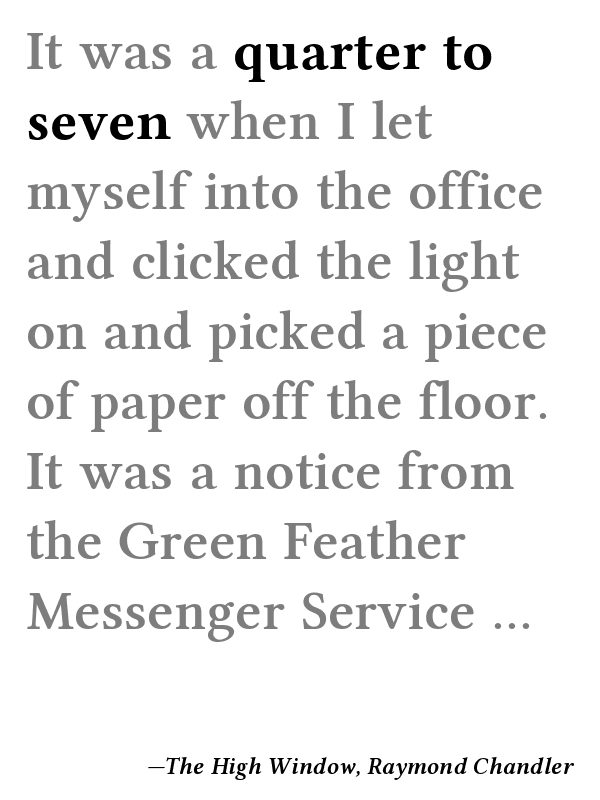 It was a quarter to
seven when I let
myself into the office
and clicked the light
on and picked a piece
of paper off the floor.
It was a notice from
the Green Feather
Messenger Service ...
—The High Window, Raymond Chandler